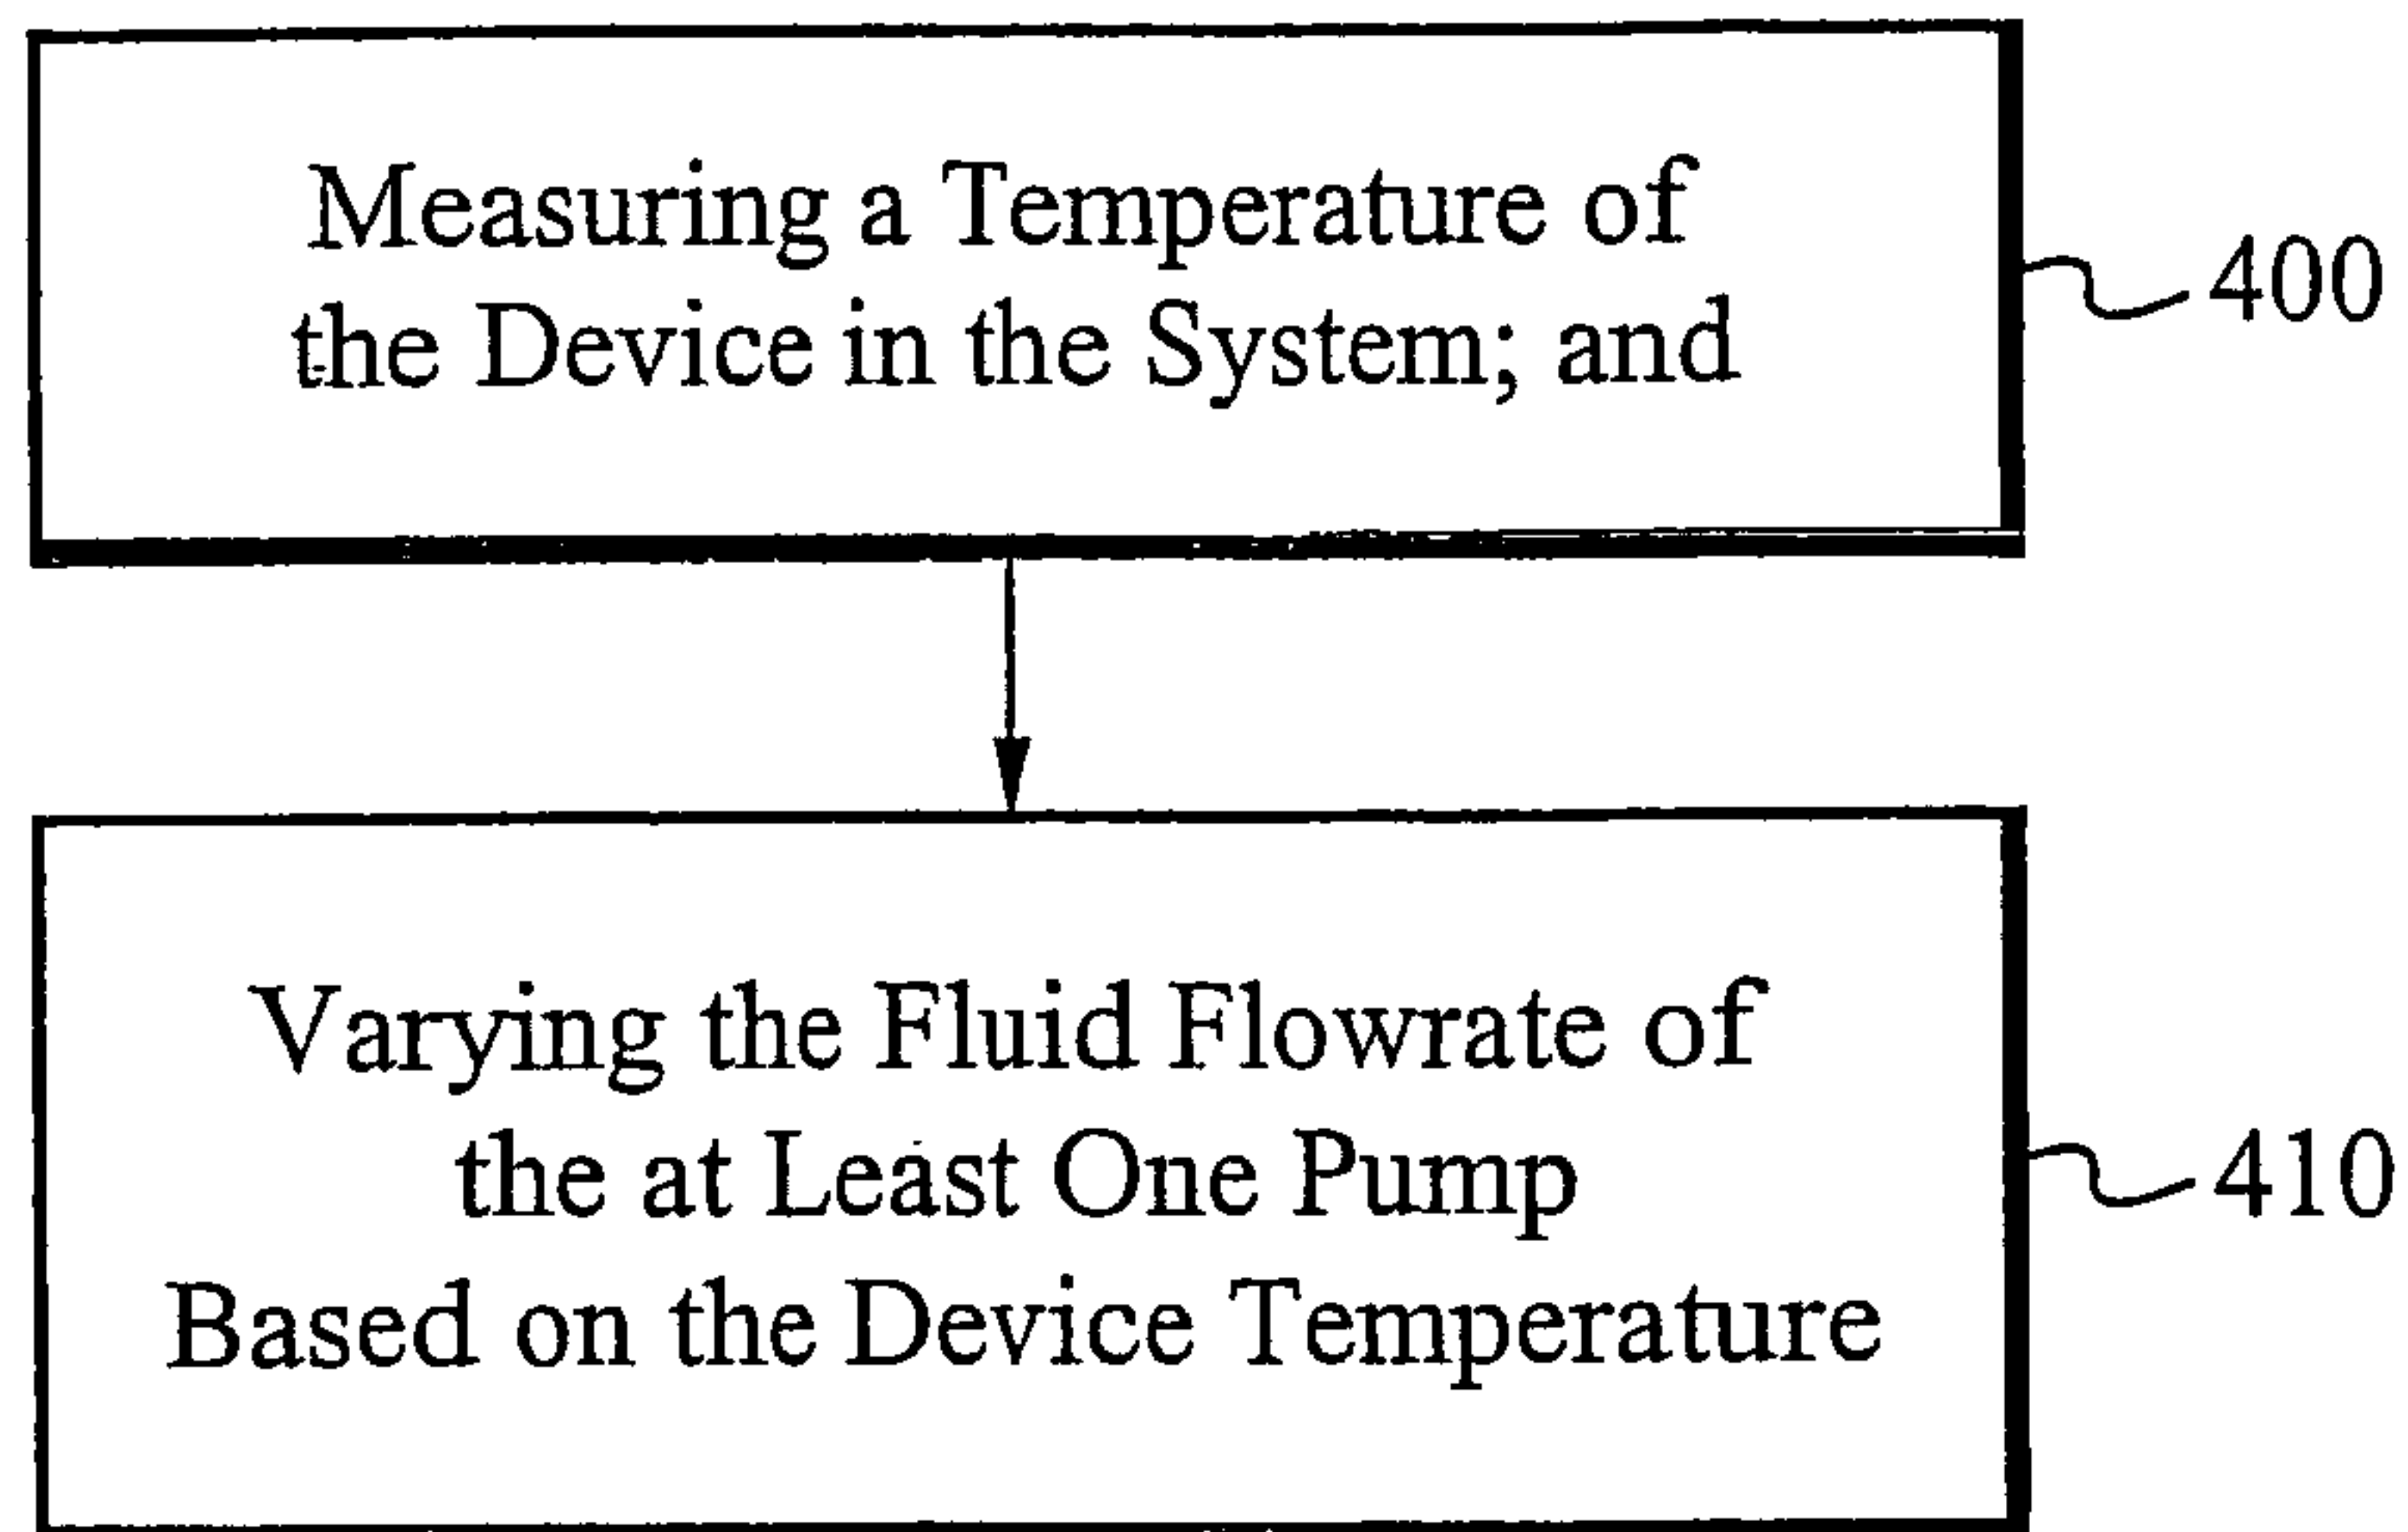 Measuring a Temperature of
the Device in the System; and
400
Varying the Fluid Flowrate of
the at Least One Pump
Based on the Device Temperature
410